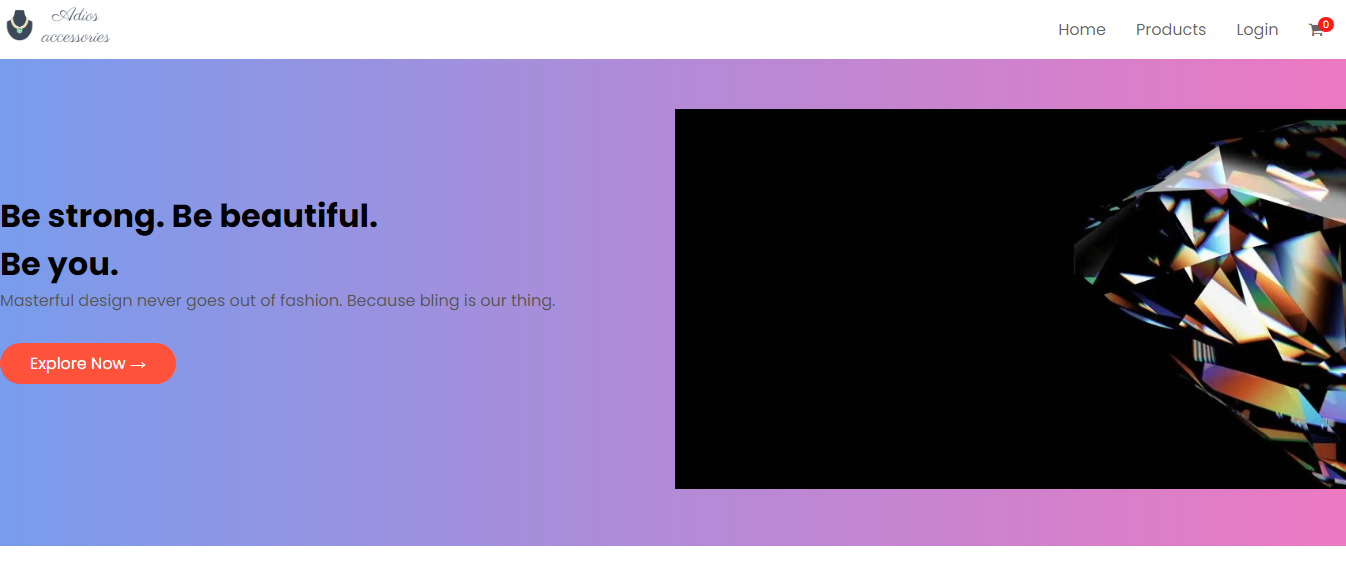 Adios
accessories
Home Products Login 0
Be strong. Be beautiful.
Be you.
Masterful design never goes out of fashion. Because bling is our thing.
Explore Now →